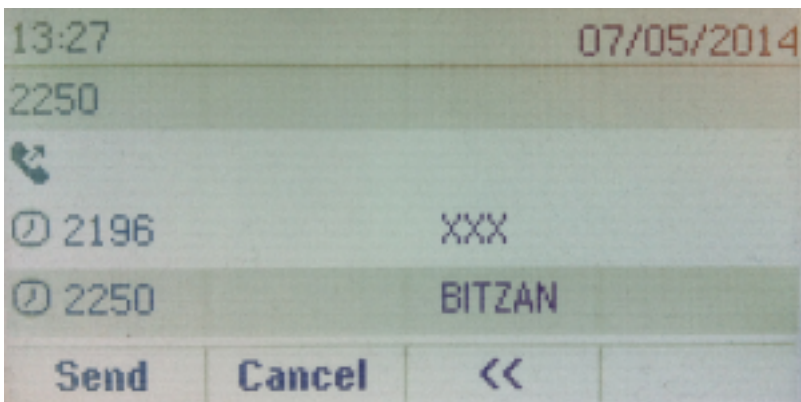 13:27 07/05/2014
2250
2196 XXX
2250 BITZAN
Send Cancel <<